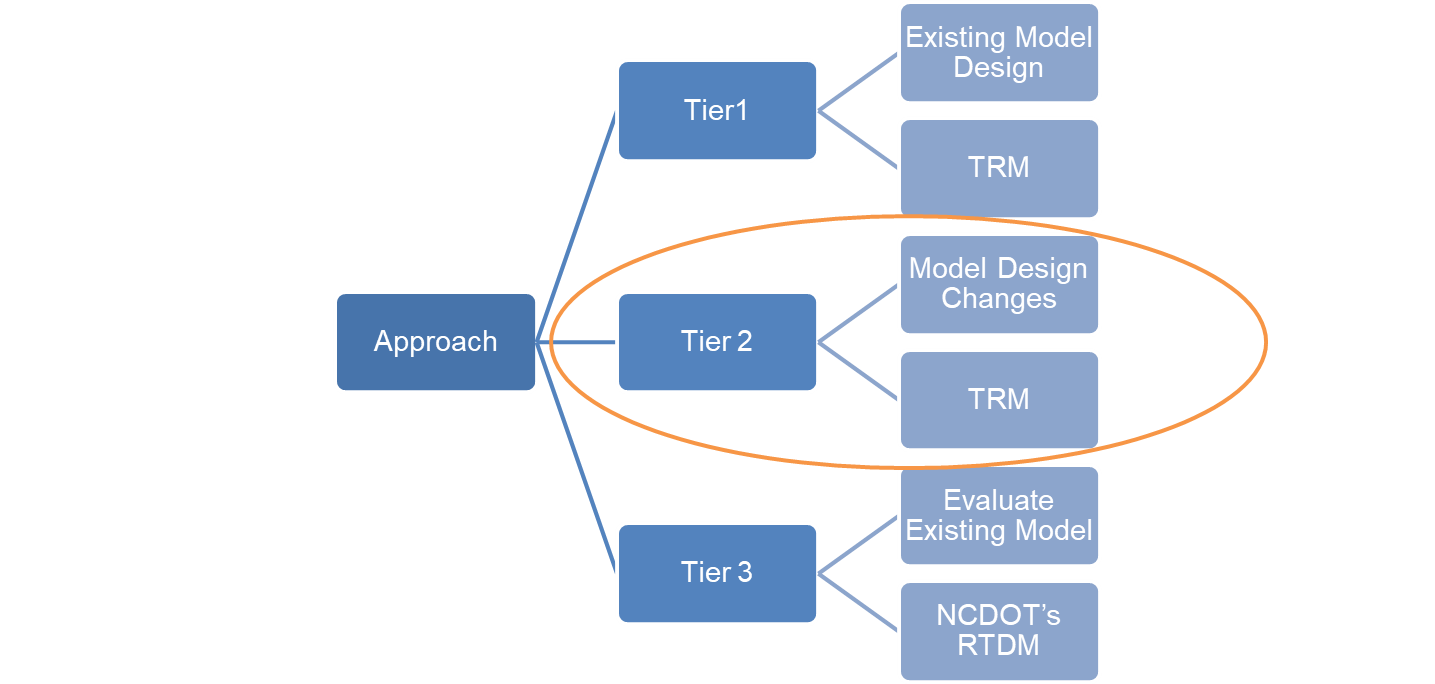 Existing Model
Design
Tier1
TRM
Model Design
Changes
Approach
Tier 2
TRM
Evaluate
Existing Model
Tier 3
NCDOT’s
RTDM